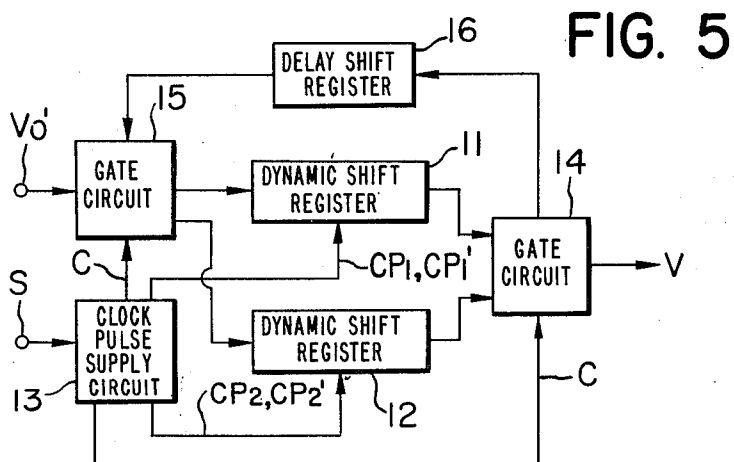 FIG. 5
16
DELAY SHIFT
REGISTER
15
V0'
GATE
CIRCUIT
11
DYNAMIC SHIFT
REGISTER
14
GATE
CIRCUIT
V
C
CP1, CP1'
S
CLOCK
PULSE
SUPPLY
CIRCUIT
13
DYNAMIC SHIFT
REGISTER
CP2, CP2'
12
C